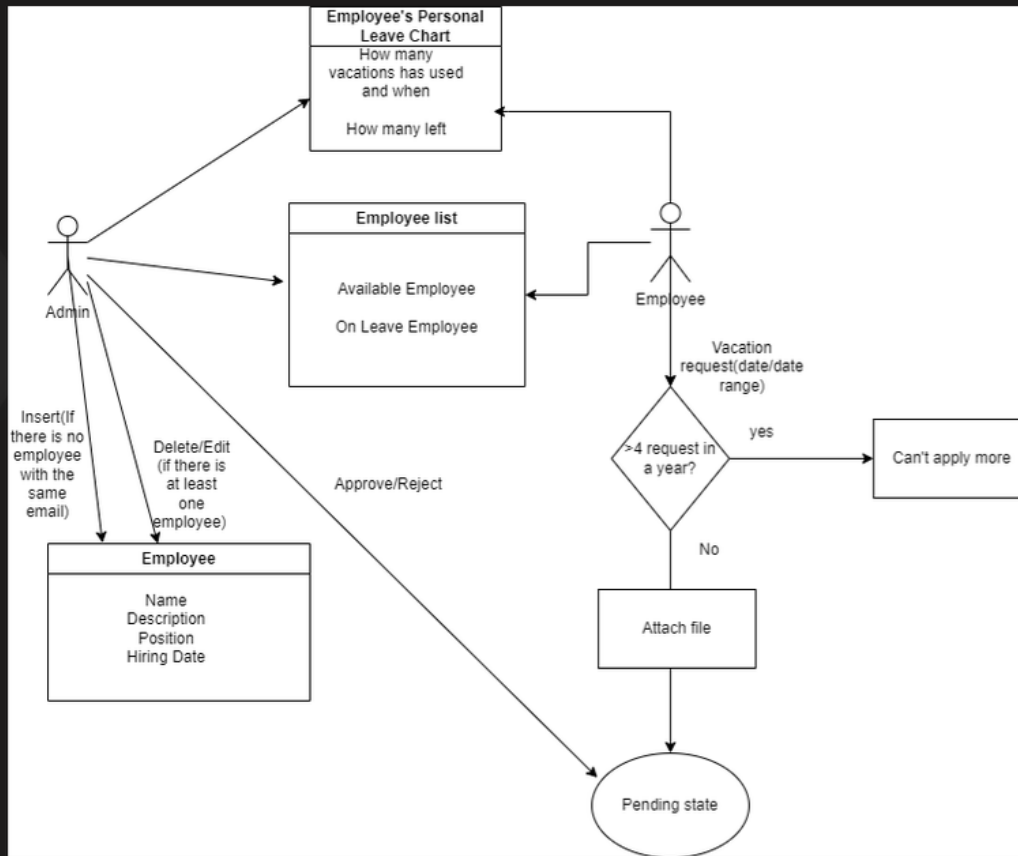 Employee's Personal
Leave Chart
How many
vacations has used
and when
How many left
Employee list
Available Employee
On Leave Employee
Admin
Employee
Vacation
request(date/date
range)
Insert(If
there is no
employee
with the
same
email)
Delete/Edit
(if there is
at least
one
employee)
Approve/Reject
>4 request in
a year?
yes
Can't apply more
No
Employee
Name
Description
Position
Hiring Date
Attach file
Pending state